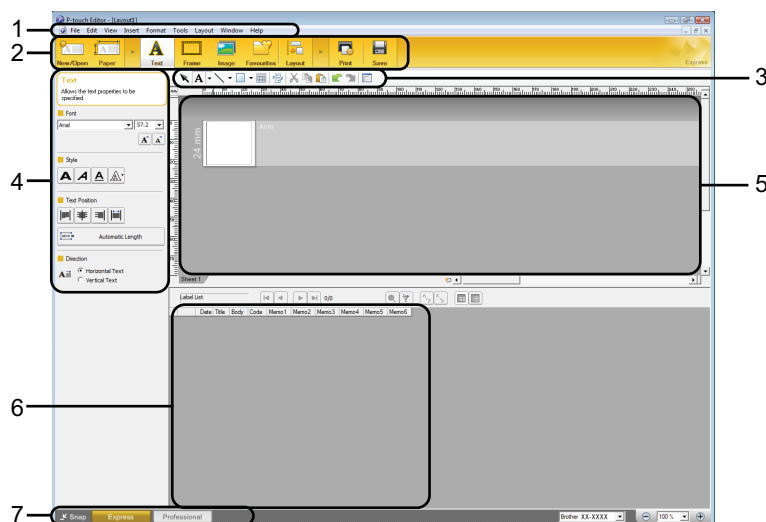 P-touch Editor - [Layout1]
1
File Edit View Insert Format Tools Layout Window Help
2
New/Open Paper Text Frame Image Favourites Layout Print Save Express
3
Text
Allows the text properties to be
specified.
Font
Arial 57.2
A A
4
Style
A A A A
Text Position
Automatic Length
Direction
A Horizontal Text
Vertical Text
A
24 mm
Auto
5
Sheet 1
Label List 0/0
Date Title Body Code Memo1 Memo2 Memo3 Memo4 Memo5 Memo6
6
7
Snap Express Professional Brother XX-XXXX 100 %